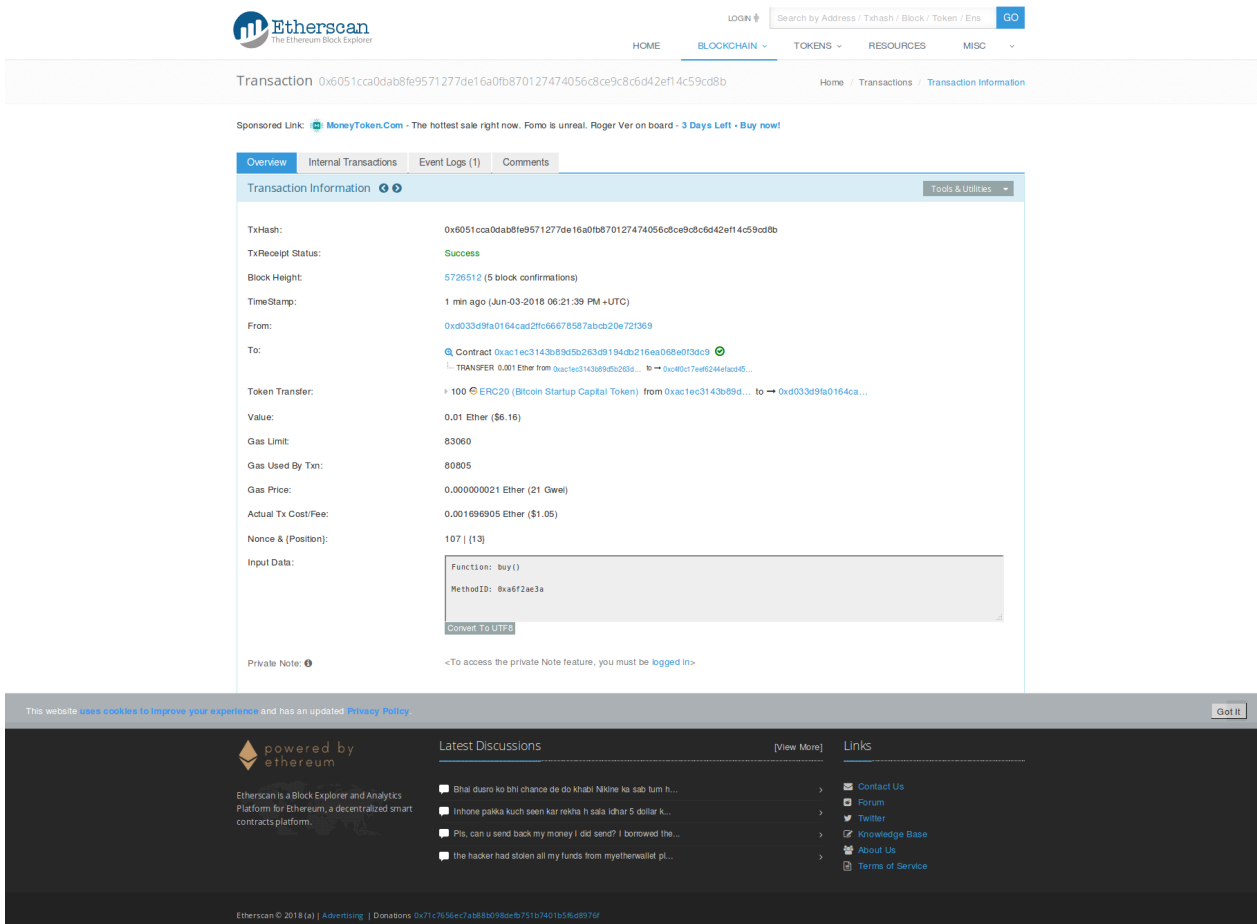 Etherscan
The Ethereum Block Explorer
LOGIN
Search by Address / Txhash / Block / Token / Ens
GO
HOME BLOCKCHAIN TOKENS RESOURCES MISC
Transaction 0x6051cca0dab8fe9571277de16a0fb870127474056c8ce9c8c6d42ef14c59cd8b
Home / Transactions / Transaction Information
Sponsored Link: MoneyToken.Com - The hottest sale right now. Fomo is unreal. Roger Ver on board - 3 Days Left - Buy now!
Overview Internal Transactions Event Logs (1) Comments
Transaction Information
Tools & Utilities
TxHash: 0x6051cca0dab8fe9571277de16a0fb870127474056c8ce9c8c6d42ef14c59cd8b
TxReceipt Status: Success
Block Height: 5726512 (5 block confirmations)
TimeStamp: 1 min ago (Jun-03-2018 06:21:39 PM +UTC)
From: 0xd033d9fa0164cad2ffc66678587abcb20e72f369
To: Contract 0xac1ec3143b89d5b263d9194db216ea068e0f3dc9
TRANSFER 0.001 Ether from 0xac1ec3143b89d5b263d... to → 0xc4f0c17eef6244efacd45...
Token Transfer: 100 ERC20 (Bitcoin Startup Capital Token) from 0xac1ec3143b89d... to → 0xd033d9fa0164ca...
Value: 0.01 Ether ($6.16)
Gas Limit: 83060
Gas Used By Txn: 80805
Gas Price: 0.000000021 Ether (21 Gwei)
Actual Tx Cost/Fee: 0.001696905 Ether ($1.05)
Nonce & {Position}: 107 | {13}
Input Data: Function: buy()
MethodID: 0xa6f2ae3a
Convert To UTF8
Private Note: <To access the private Note feature, you must be logged in>
This website uses cookies to improve your experience and has an updated Privacy Policy.
Got It
powered by
ethereum
Etherscan is a Block Explorer and Analytics
Platform for Ethereum, a decentralized smart
contracts platform.
Latest Discussions [View More]
Bhai dusro ko bhi chance de do khabi Nikine ka sab tum h...
Inhone pakka kuch seen kar rekha h sala idhar 5 dollar k...
Pls, can u send back my money I did send? I borrowed the...
the hacker had stolen all my funds from myetherwallet pl...
Links
Contact Us
Forum
Twitter
Knowledge Base
About Us
Terms of Service
Etherscan © 2018 (a) | Advertising | Donations 0x71c7656ec7ab88b098defb751b7401b5f6d8976f